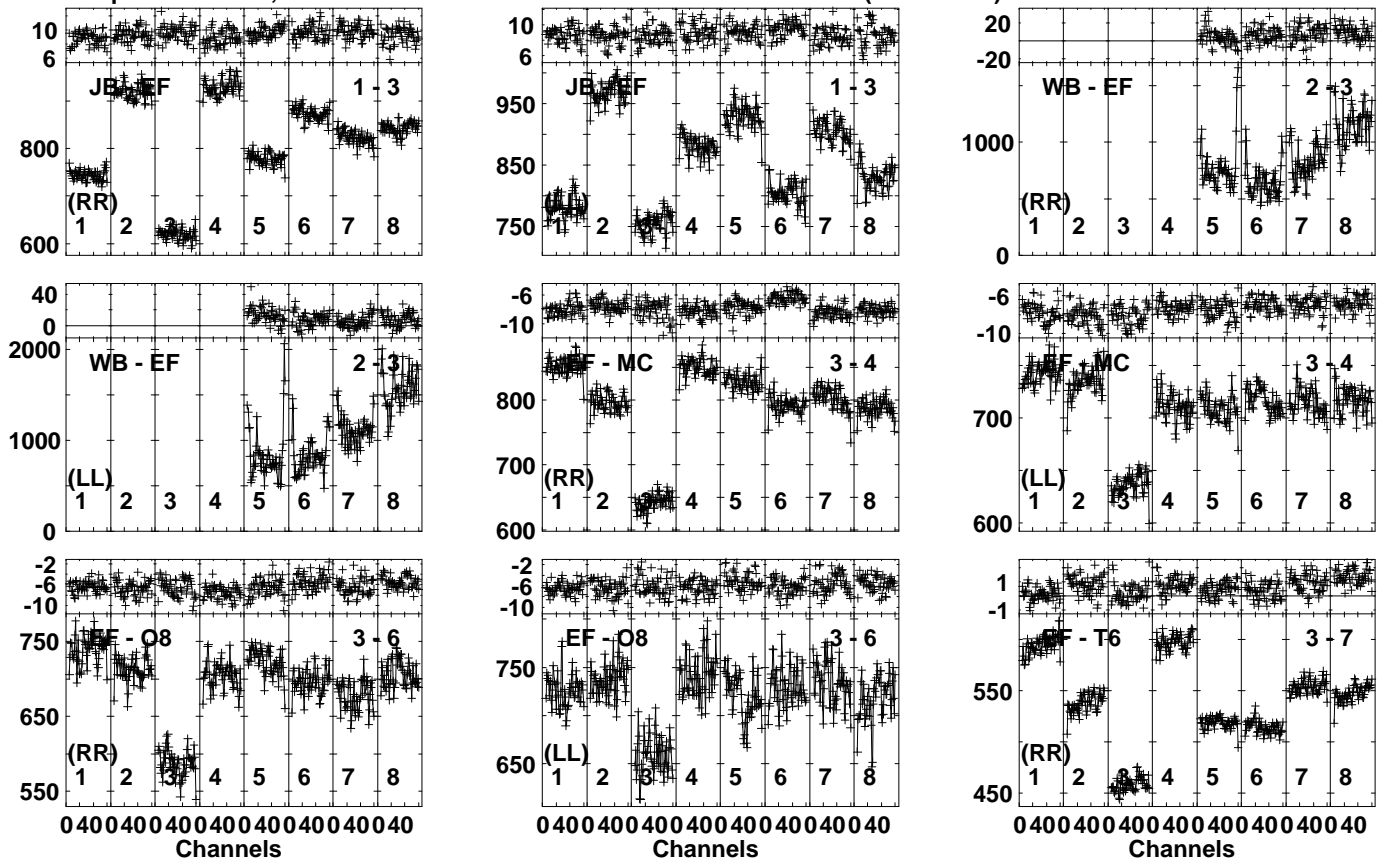 10
6
JB - EF 1 - 3
800
600
(RR)
1 2 3 4 5 6 7 8
10
6
JB - EF 1 - 3
950
850
750
(LL)
1 2 3 4 5 6 7 8
20
-20
WB - EF 2 - 3
1000
0
(RR)
1 2 3 4 5 6 7 8
40
0
2000
WB - EF 2 - 3
1000
0
(LL)
1 2 3 4 5 6 7 8
-6
-10
EF - MC 3 - 4
800
700
600
(RR)
1 2 3 4 5 6 7 8
-6
-10
EF - MC 3 - 4
700
600
(LL)
1 2 3 4 5 6 7 8
-2
-6
-10
750
EF - O8 3 - 6
650
550
(RR)
1 2 3 4 5 6 7 8
0 40 0 40 0 40 0 40 0 40 0 40 0 40 0 40
Channels
-2
-6
-10
EF - O8 3 - 6
750
650
(LL)
1 2 3 4 5 6 7 8
0 40 0 40 0 40 0 40 0 40 0 40 0 40 0 40
Channels
1
-1
EF - T6 3 - 7
550
450
(RR)
1 2 3 4 5 6 7 8
0 40 0 40 0 40 0 40 0 40 0 40 0 40 0 40
Channels